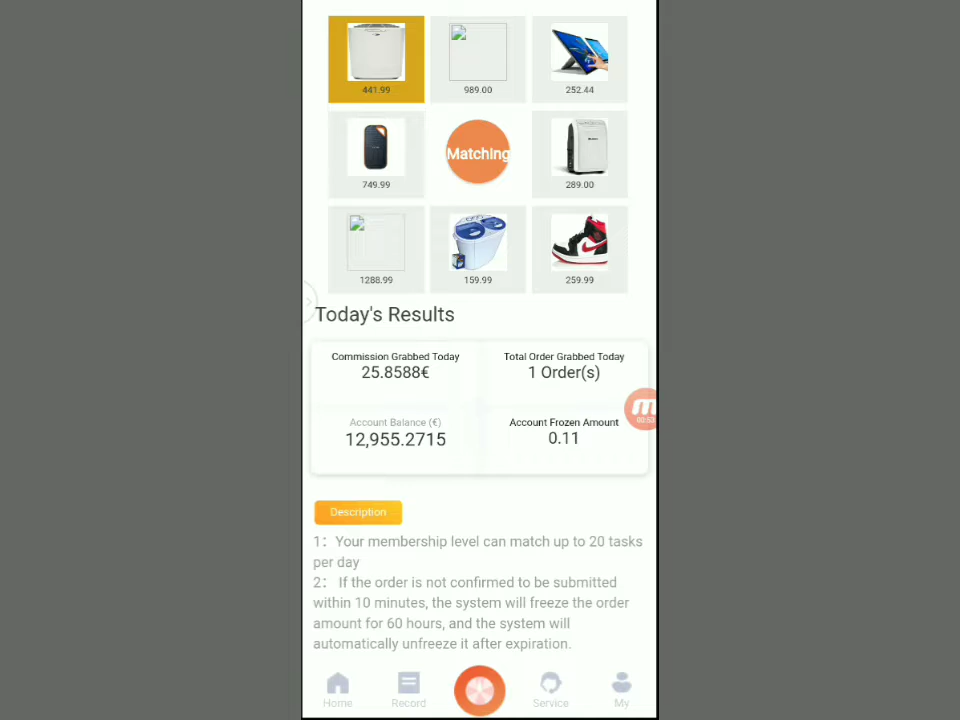 441.99
989.00
252.44
749.99
Matching
289.00
1288.99
159.99
259.99
Today's Results
Commission Grabbed Today
Total Order Grabbed Today
25.8588€
1 Order(s)
00:53
Account Balance (€)
Account Frozen Amount
12,955.2715
0.11
Description
1：Your membership level can match up to 20 tasks
per day
2： If the order is not confirmed to be submitted
within 10 minutes, the system will freeze the order
amount for 60 hours, and the system will
automatically unfreeze it after expiration.
Home
Record
Service
My